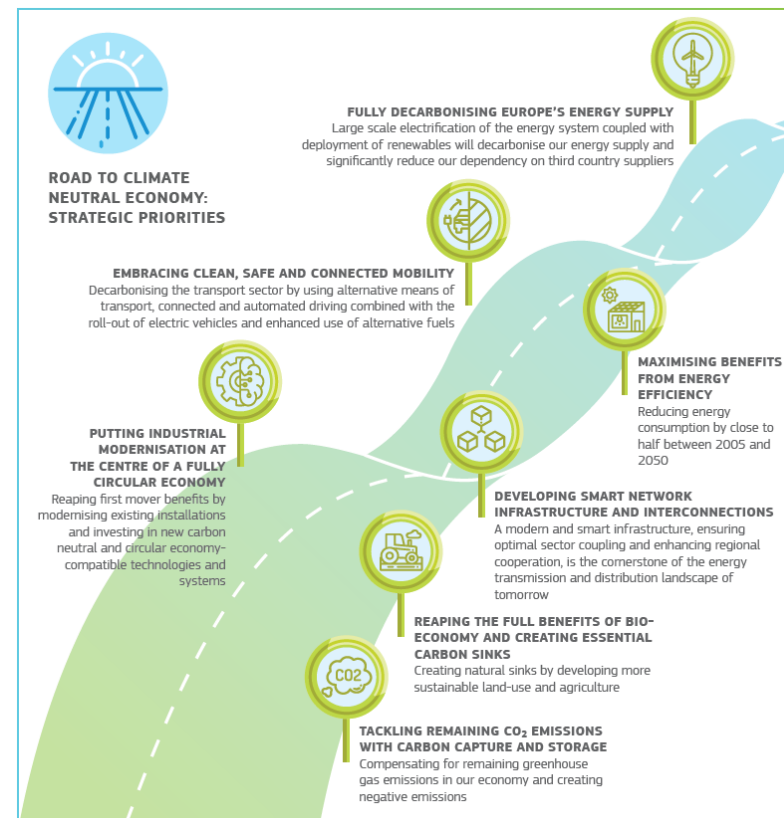 ROAD TO CLIMATE
NEUTRAL ECONOMY:
STRATEGIC PRIORITIES
FULLY DECARBONISING EUROPE'S ENERGY SUPPLY
Large scale electrification of the energy system coupled with
deployment of renewables will decarbonise our energy supply and
significantly reduce our dependency on third country suppliers
EMBRACING CLEAN, SAFE AND CONNECTED MOBILITY
Decarbonising the transport sector by using alternative means of
transport, connected and automated driving combined with the
roll-out of electric vehicles and enhanced use of alternative fuels
MAXIMISING BENEFITS
FROM ENERGY
EFFICIENCY
Reducing energy
consumption by close to
half between 2005 and
2050
PUTTING INDUSTRIAL
MODERNISATION AT
THE CENTRE OF A FULLY
CIRCULAR ECONOMY
Reaping first mover benefits by
modernising existing installations
and investing in new carbon
neutral and circular economy-
compatible technologies and
systems
DEVELOPING SMART NETWORK
INFRASTRUCTURE AND INTERCONNECTIONS
A modern and smart infrastructure, ensuring
optimal sector coupling and enhancing regional
cooperation, is the cornerstone of the energy
transmission and distribution landscape of
tomorrow
REAPING THE FULL BENEFITS OF BIO-
ECONOMY AND CREATING ESSENTIAL
CARBON SINKS
Creating natural sinks by developing more
sustainable land-use and agriculture
CO2
TACKLING REMAINING CO₂ EMISSIONS
WITH CARBON CAPTURE AND STORAGE
Compensating for remaining greenhouse
gas emissions in our economy and creating
negative emissions